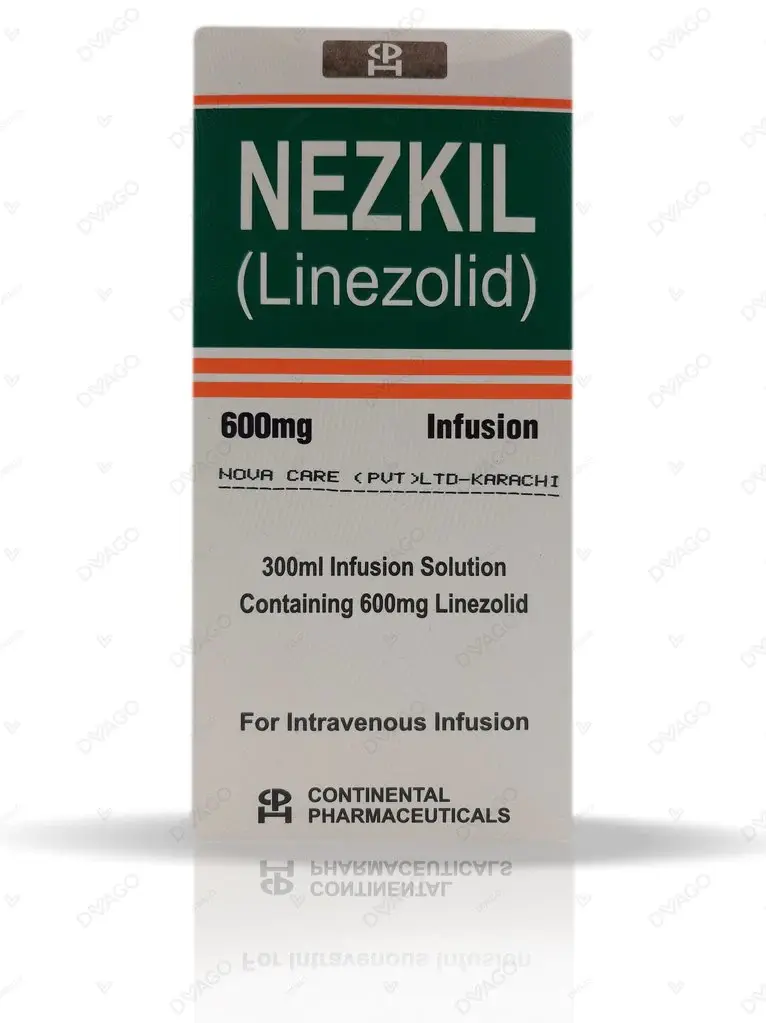 NEZKIL
(Linezolid)
600mg Infusion
NOVA CARE (PVT)LTD-KARACHI
300ml Infusion Solution
Containing 600mg Linezolid
For Intravenous Infusion
CONTINENTAL
PHARMACEUTICALS
DVAGO